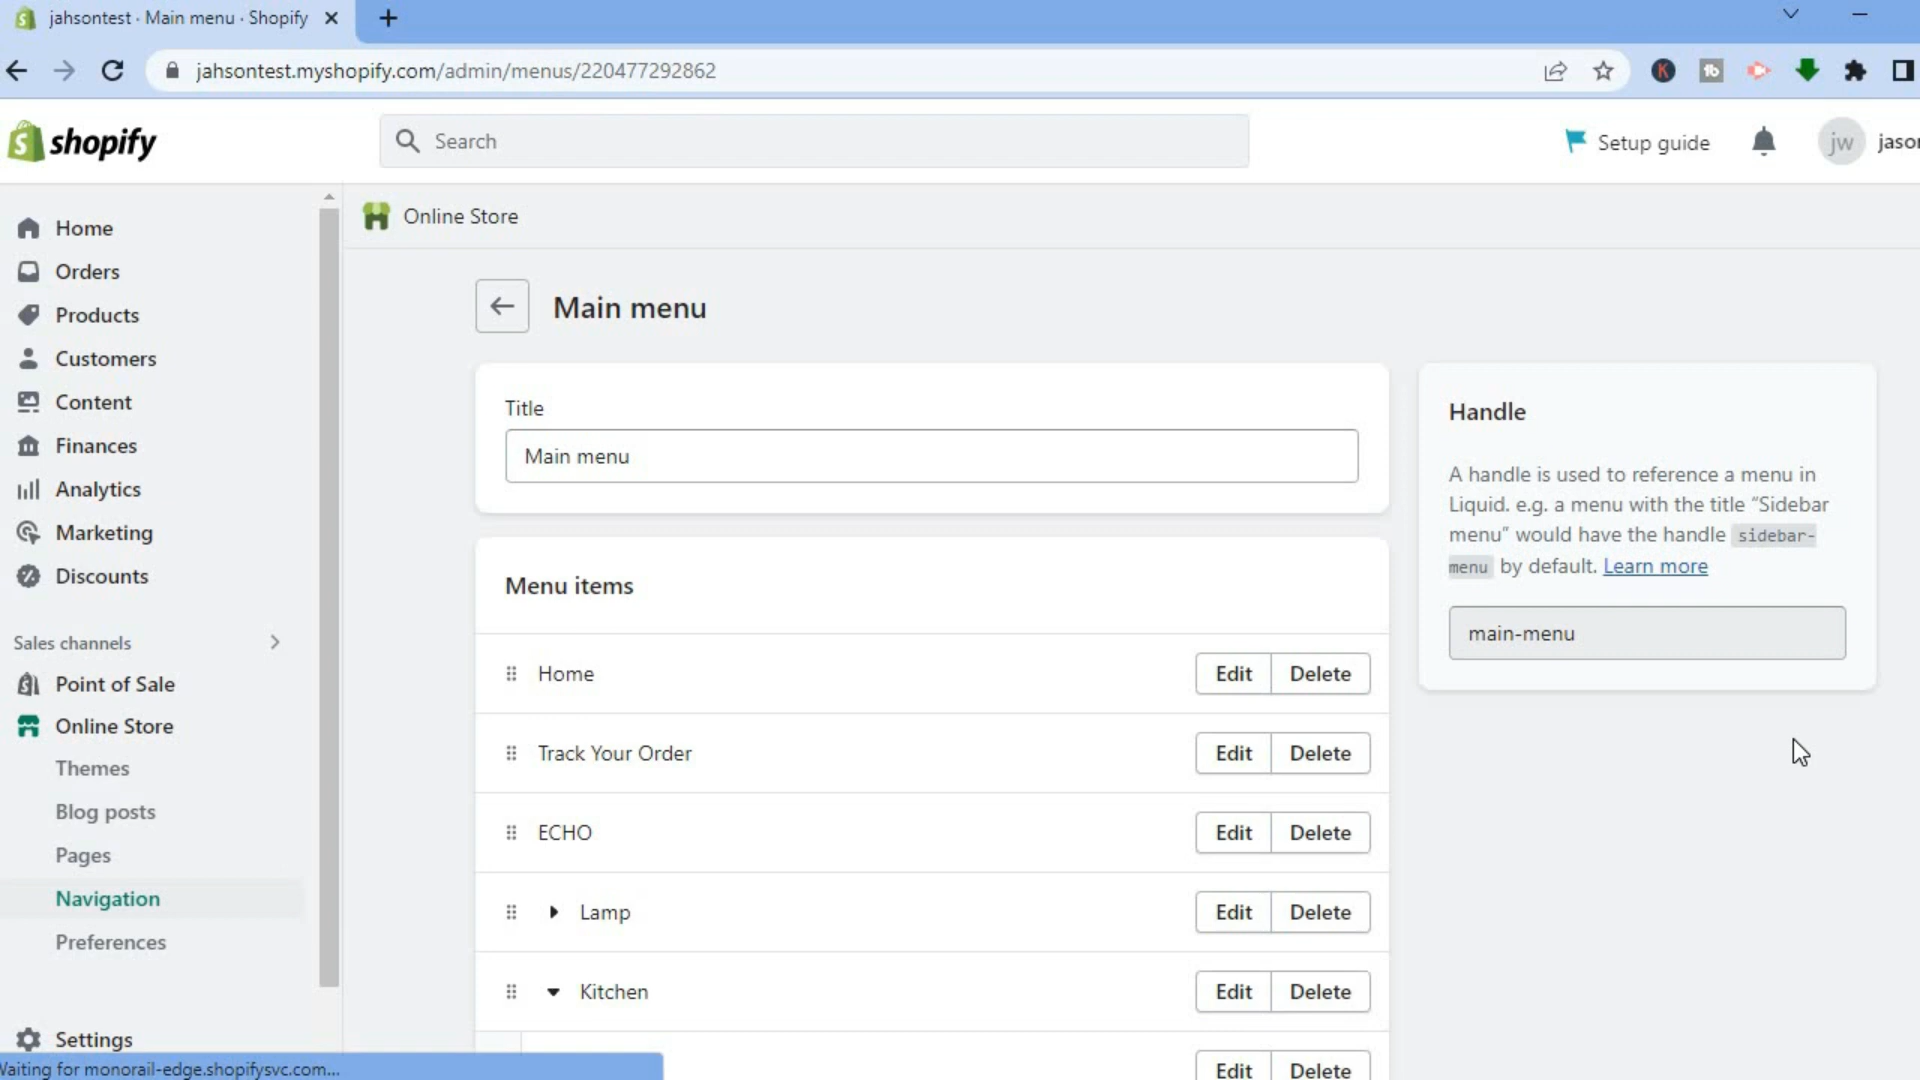 jahsontest · Main menu · Shopify
jahsontest.myshopify.com/admin/menus/220477292862
K
tb
shopify
Search
Setup guide
jw
Home
Orders
Products
Customers
Content
Finances
Analytics
Marketing
Discounts
Sales channels
Point of Sale
Online Store
Themes
Blog posts
Pages
Navigation
Preferences
Settings
for monorail-edge.shopifysvc.com...
Online Store
Main menu
Title
Main menu
Menu items
Home Edit Delete
Track Your Order Edit Delete
ECHO Edit Delete
Lamp Edit Delete
Kitchen Edit Delete
Edit Delete
Handle
A handle is used to reference a menu in
Liquid. e.g. a menu with the title “Sidebar
menu” would have the handle sidebar-
menu by default. Learn more
main-menu